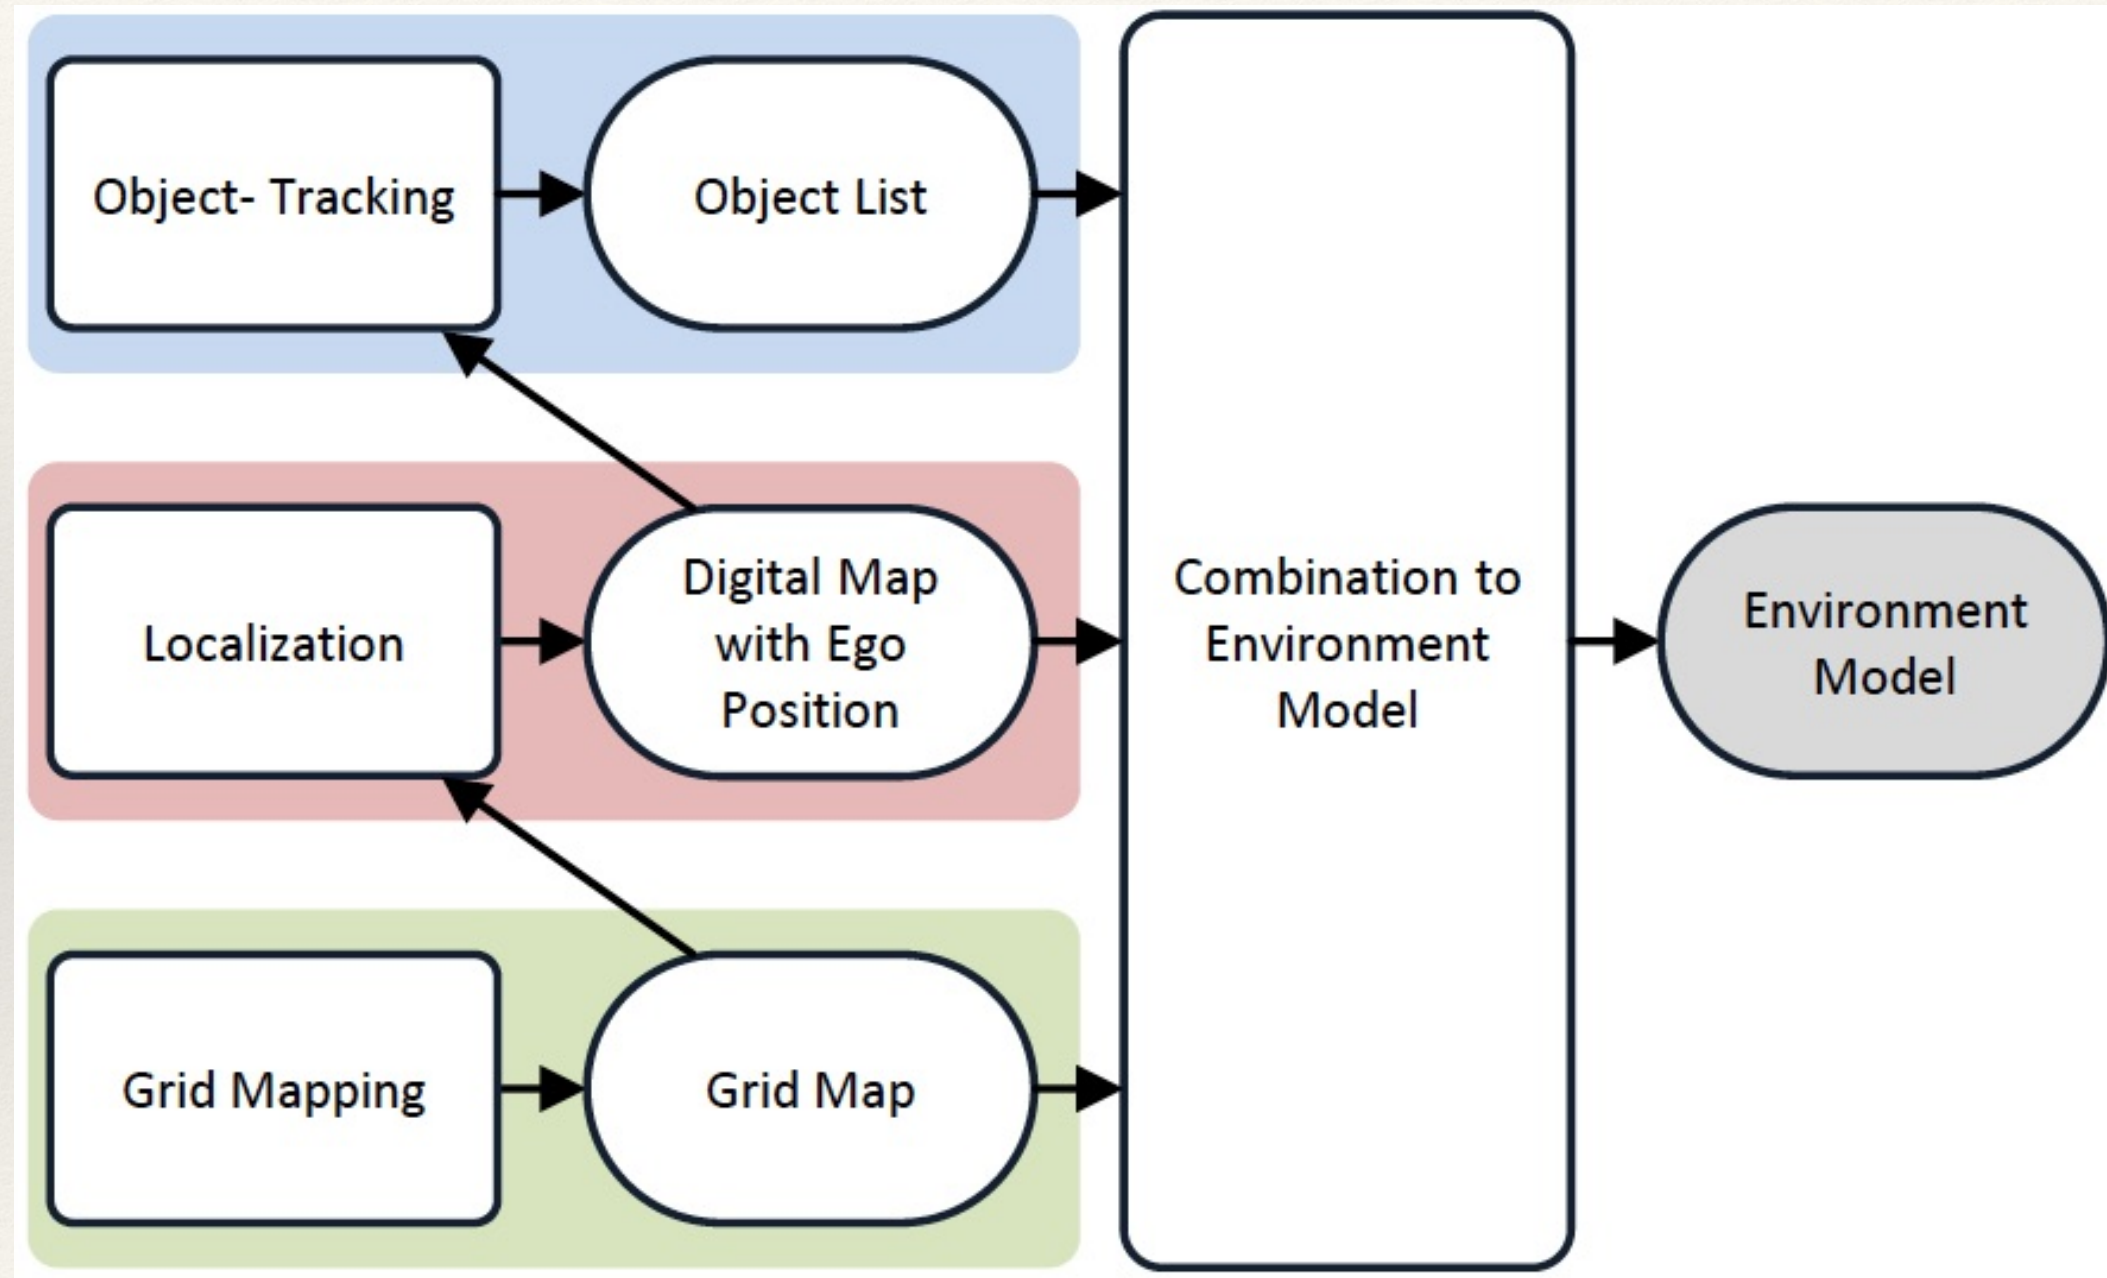 Object- Tracking
Object List
Localization
Digital Map
with Ego
Position
Grid Mapping
Grid Map
Combination to
Environment
Model
Environment
Model